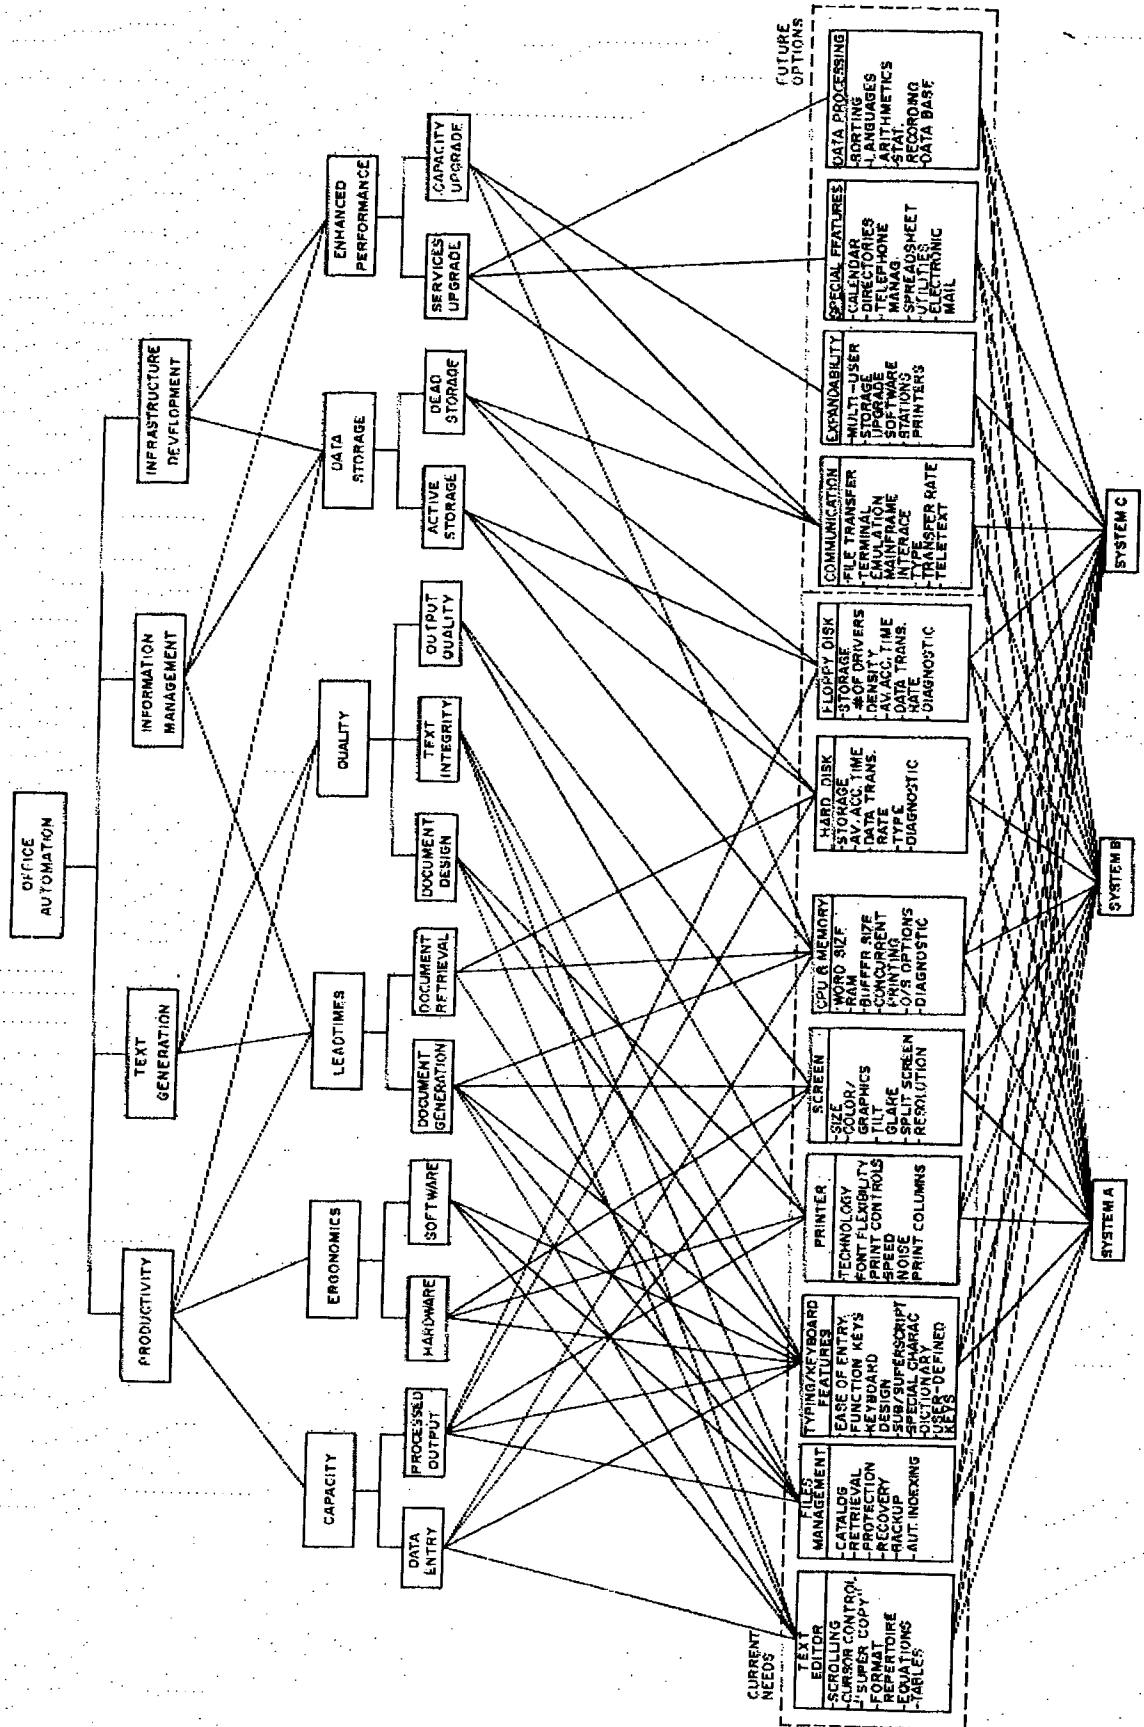 OFFICE
AUTOMATION
PRODUCTIVITY
TEXT
GENERATION
INFORMATION
MANAGEMENT
INFRASTRUCTURE
DEVELOPMENT
CAPACITY
ERGONOMICS
LEADTIMES
QUALITY
DATA
STORAGE
ENHANCED
PERFORMANCE
DATA
ENTRY
PROCESSED
OUTPUT
HARDWARE
SOFTWARE
DOCUMENT
GENERATION
DOCUMENT
RETRIEVAL
DOCUMENT
DESIGN
TEXT
INTEGRITY
OUTPUT
QUALITY
ACTIVE
STORAGE
DEAD
STORAGE
SERVICES
UPGRADE
CAPACITY
UPGRADE
CURRENT
NEEDS
FUTURE
OPTIONS
TEXT
EDITOR
-SCROLLING
-CURSOR CONTROL
-"SUPER COPY"
-FORMAT
REPERTOIRE
-EQUATIONS
-TABLES
FILES
MANAGEMENT
-CATALOG
-RETRIEVAL
-PROTECTION
-RECOVERY
-BACKUP
-AUT. INDEXING
TYPING/KEYBOARD
FEATURES
-EASE OF ENTRY
-FUNCTION KEYS
-KEYBOARD
DESIGN
-SUB/SUPERSCRIPT
-SPECIAL CHARAC
-DICTIONARY
-USER-DEFINED
KEYS
PRINTER
-TECHNOLOGY
-FONT FLEXIBILITY
-PRINT CONTROLS
-SPEED
-NOISE
-PRINT COLUMNS
SCREEN
-SIZE
-COLOR/
GRAPHICS
-TILT
-GLARE
-SPLIT SCREEN
-RESOLUTION
CPU & MEMORY
-WORD SIZE
-RAM
-BUFFER SIZE
-CONCURRENT
PRINTING
-O/S OPTIONS
-DIAGNOSTIC
HARD DISK
-STORAGE
-AV. ACC. TIME
-DATA TRANS.
RATE
-TYPE
-DIAGNOSTIC
FLOPPY DISK
-STORAGE
-#OF DRIVERS
-DENSITY
-AV. ACC. TIME
-DATA TRANS.
RATE
-DIAGNOSTIC
COMMUNICATION
-FILE TRANSFER
-TERMINAL
EMULATION
-MAINFRAME
INTERACE
-TYPE
-TRANSFER RATE
-TELETEXT
EXPANDABILITY
-MULTI-USER
-STORAGE
UPGRADE
-SOFTWARE
-STATIONS
-PRINTERS
SPECIAL FEATURES
-CALENDAR
-DIRECTORIES
-TELEPHONE
MANAG.
-SPREADSHEET
-UTILITIES
-ELECTRONIC
MAIL
DATA PROCESSING
-SORTING
-LANGUAGES
-ARITHMETICS
-STAT.
-RECORDING
-DATA BASE
SYSTEM A
SYSTEM B
SYSTEM C